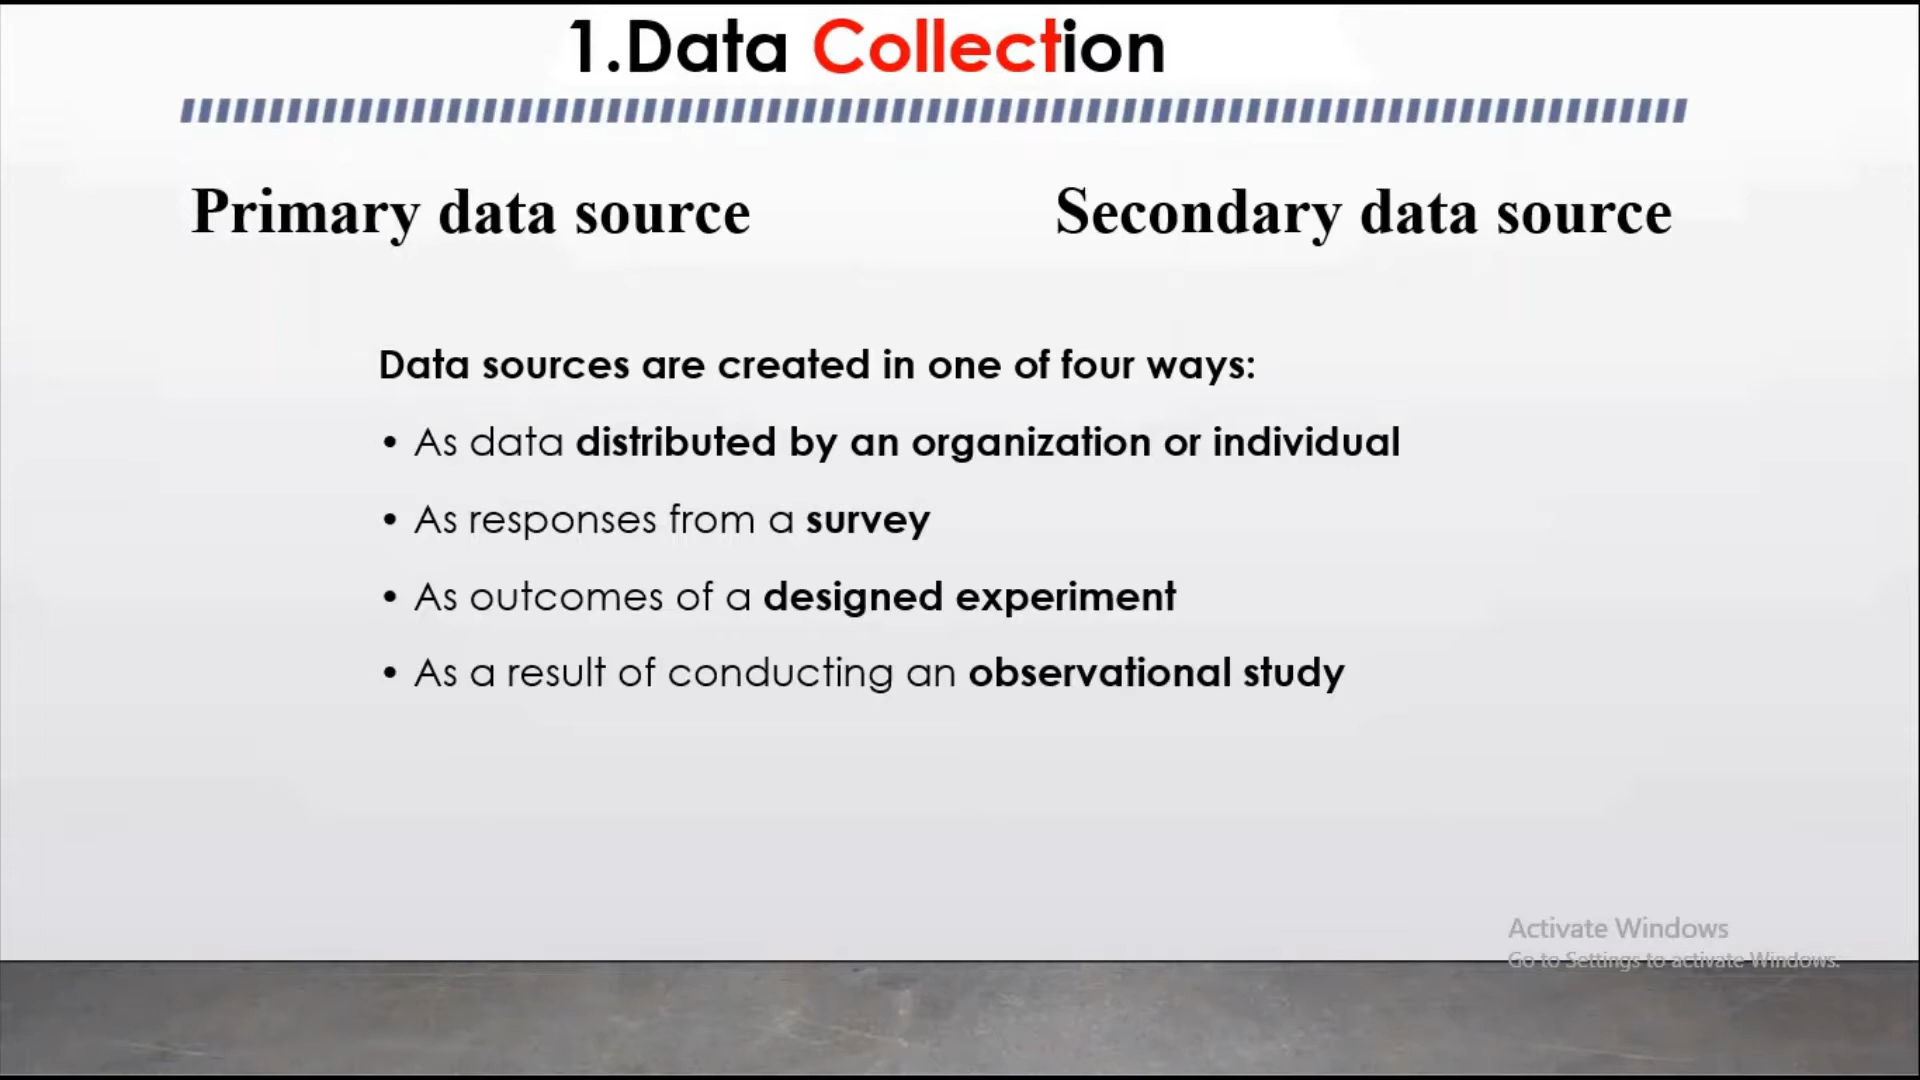 1.Data Collection
Primary data source
Secondary data source
Data sources are created in one of four ways:
• As data distributed by an organization or individual
• As responses from a survey
• As outcomes of a designed experiment
• As a result of conducting an observational study
Activate Windows
Go to Settings to activate Windows.